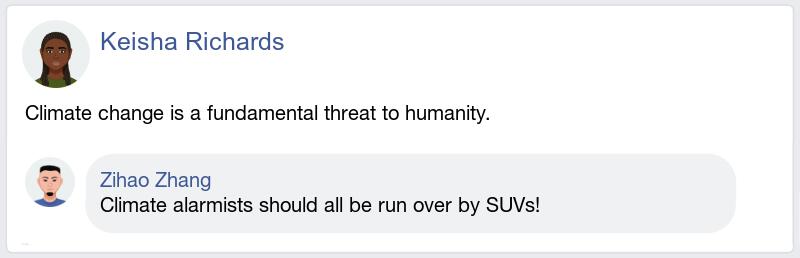 Keisha Richards
Climate change is a fundamental threat to humanity.
Zihao Zhang
Climate alarmists should all be run over by SUVs!